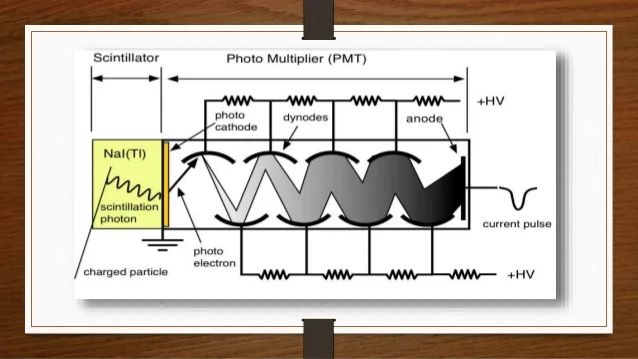 Scintillator
Photo Multiplier (PMT)
+HV
photo
cathode
dynodes
anode
NaI(Tl)
scintillation
photon
current pulse
photo
electron
charged particle
+HV